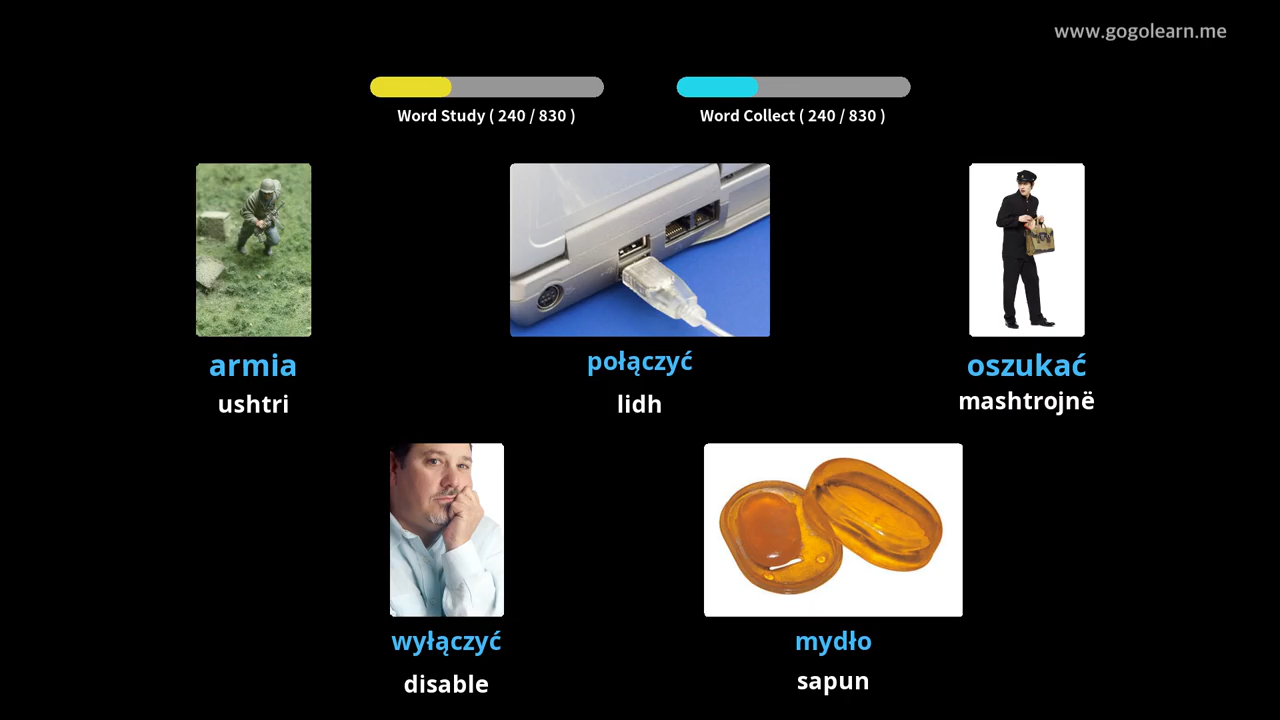 www.gogolearn.me
Word Study ( 240 / 830 )
Word Collect ( 240 / 830 )
armia
ushtri
połączyć
lidh
oszukać
mashtrojnë
wyłączyć
disable
mydło
sapun